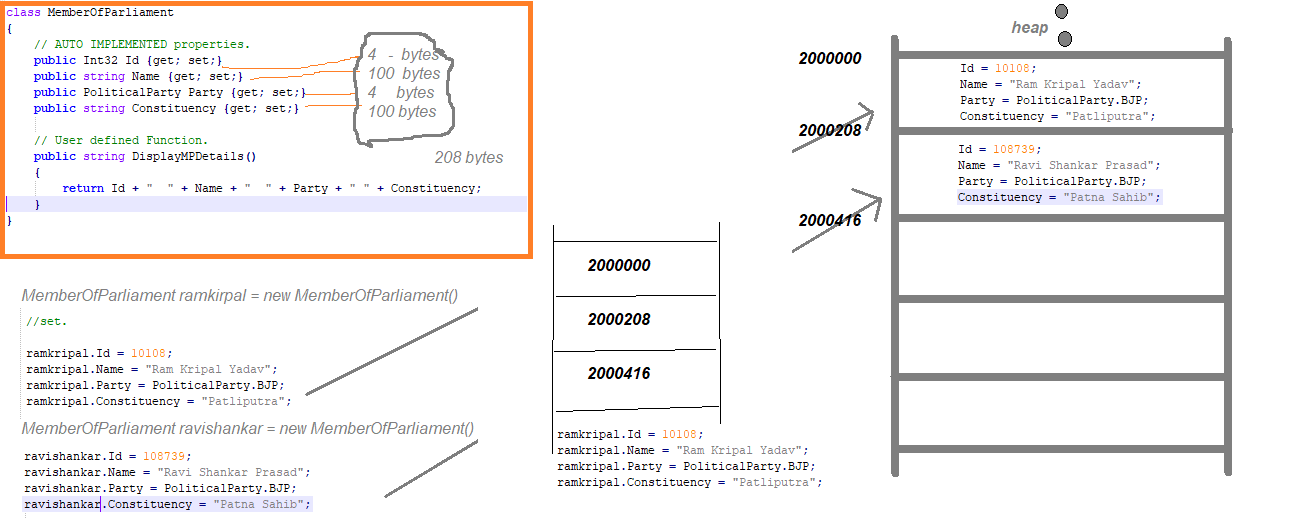 class MemberOfParliament
{
// AUTO IMPLEMENTED properties.
public Int32 Id {get; set;}
public string Name {get; set;}
public PoliticalParty Party {get; set;}
public string Constituency {get; set;}
// User defined Function.
public string DisplayMPDetails()
{
return Id + "  " + Name + "  " + Party + " " + Constituency;
}
}
4 - bytes
100 bytes
4 bytes
100 bytes
208 bytes
MemberOfParliament ramkirpal = new MemberOfParliament()
//set.
ramkripal.Id = 10108;
ramkripal.Name = "Ram Kripal Yadav";
ramkripal.Party = PoliticalParty.BJP;
ramkripal.Constituency = "Patliputra";
MemberOfParliament ravishankar = new MemberOfParliament()
ravishankar.Id = 108739;
ravishankar.Name = "Ravi Shankar Prasad";
ravishankar.Party = PoliticalParty.BJP;
ravishankar.Constituency = "Patna Sahib";
2000000
2000208
2000416
ramkripal.Id = 10108;
ramkripal.Name = "Ram Kripal Yadav";
ramkripal.Party = PoliticalParty.BJP;
ramkripal.Constituency = "Patliputra";
heap
2000000
2000208
2000416
Id = 10108;
Name = "Ram Kripal Yadav";
Party = PoliticalParty.BJP;
Constituency = "Patliputra";
Id = 108739;
Name = "Ravi Shankar Prasad";
Party = PoliticalParty.BJP;
Constituency = "Patna Sahib";